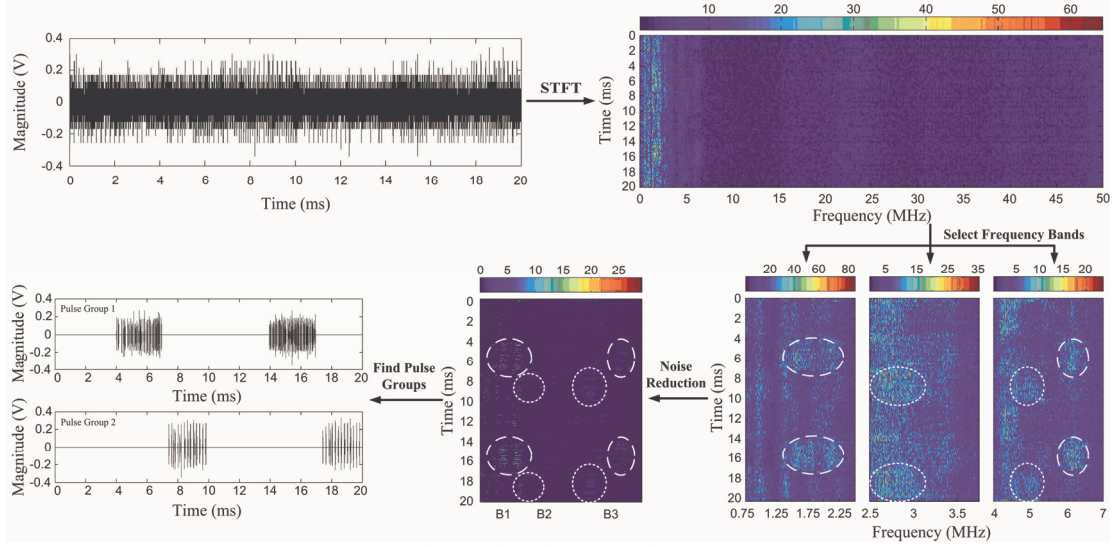 10 20 30 40 50 60
0.4
0.2
0
-0.2
-0.4
Magnitude (V)
0 2 4 6 8 10 12 14 16 18 20
Time (ms)
STFT
0
2
4
6
8
10
12
14
16
18
20
Time (ms)
0 5 10 15 20 25 30 35 40 45 50
Frequency (MHz)
Select Frequency Bands
0.4
0.2
0
-0.2
-0.4
Magnitude (V)
Pulse Group 1
0 2 4 6 8 10 12 14 16 18 20
Time (ms)
0.4
0.2
0
-0.2
-0.4
Magnitude (V)
Pulse Group 2
0 2 4 6 8 10 12 14 16 18 20
Time (ms)
Find Pulse
Groups
0 5 10 15 20 25
0
2
4
6
8
10
12
14
16
18
20
Time (ms)
B1 B2 B3
Noise
Reduction
20 40 60 80
0
2
4
6
8
10
12
14
16
18
20
Time (ms)
0.75 1.25 1.75 2.25
5 15 25 35
2.5 3.0 3.5
5 10 15 20
4 5 6 7
Frequency (MHz)